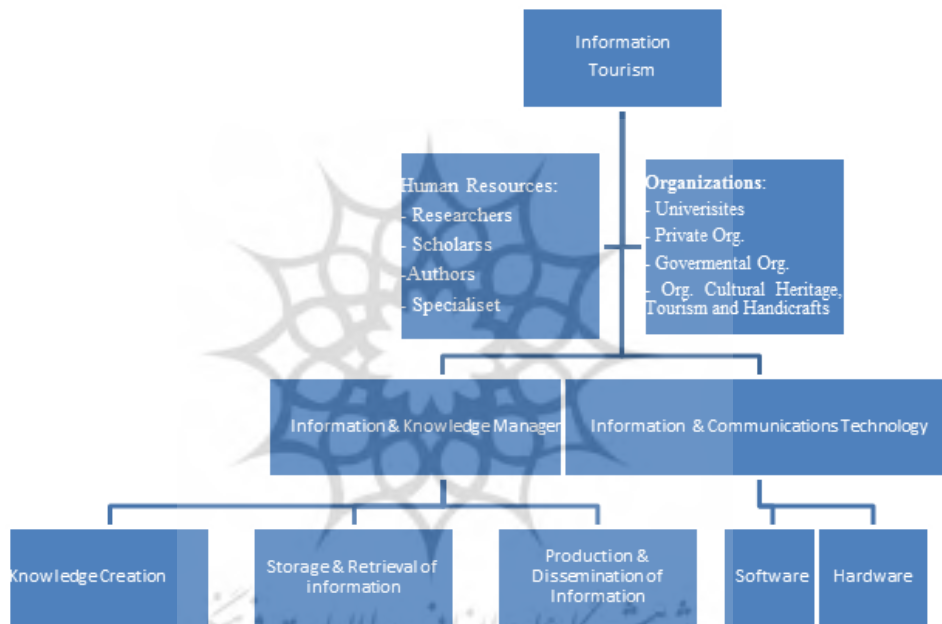 Information
Tourism
Human Resources:
- Researchers
- Scholarss
-Authors
- Specialiset
Organizations:
- Univerisites
- Private Org.
- Govermental Org.
- Org. Cultural Heritage,
Tourism and Handicrafts
Information & Knowledge Manager
Information & Communications Technology
Knowledge Creation
Storage & Retrieval of
information
Production &
Dissemination of
Information
Software
Hardware